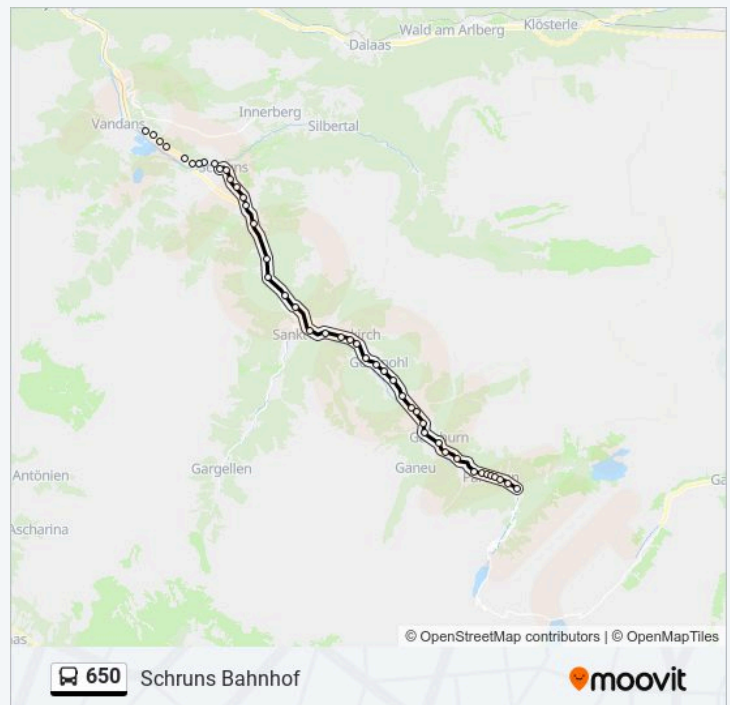 Wald am Arlberg
Klösterle
Dalaas
Innerberg
Vandans
Silbertal
Gargellen
Ganeu
Antönien
Ascharina
© OpenStreetMap contributors | © OpenMapTiles
650 Schruns Bahnhof
moovit